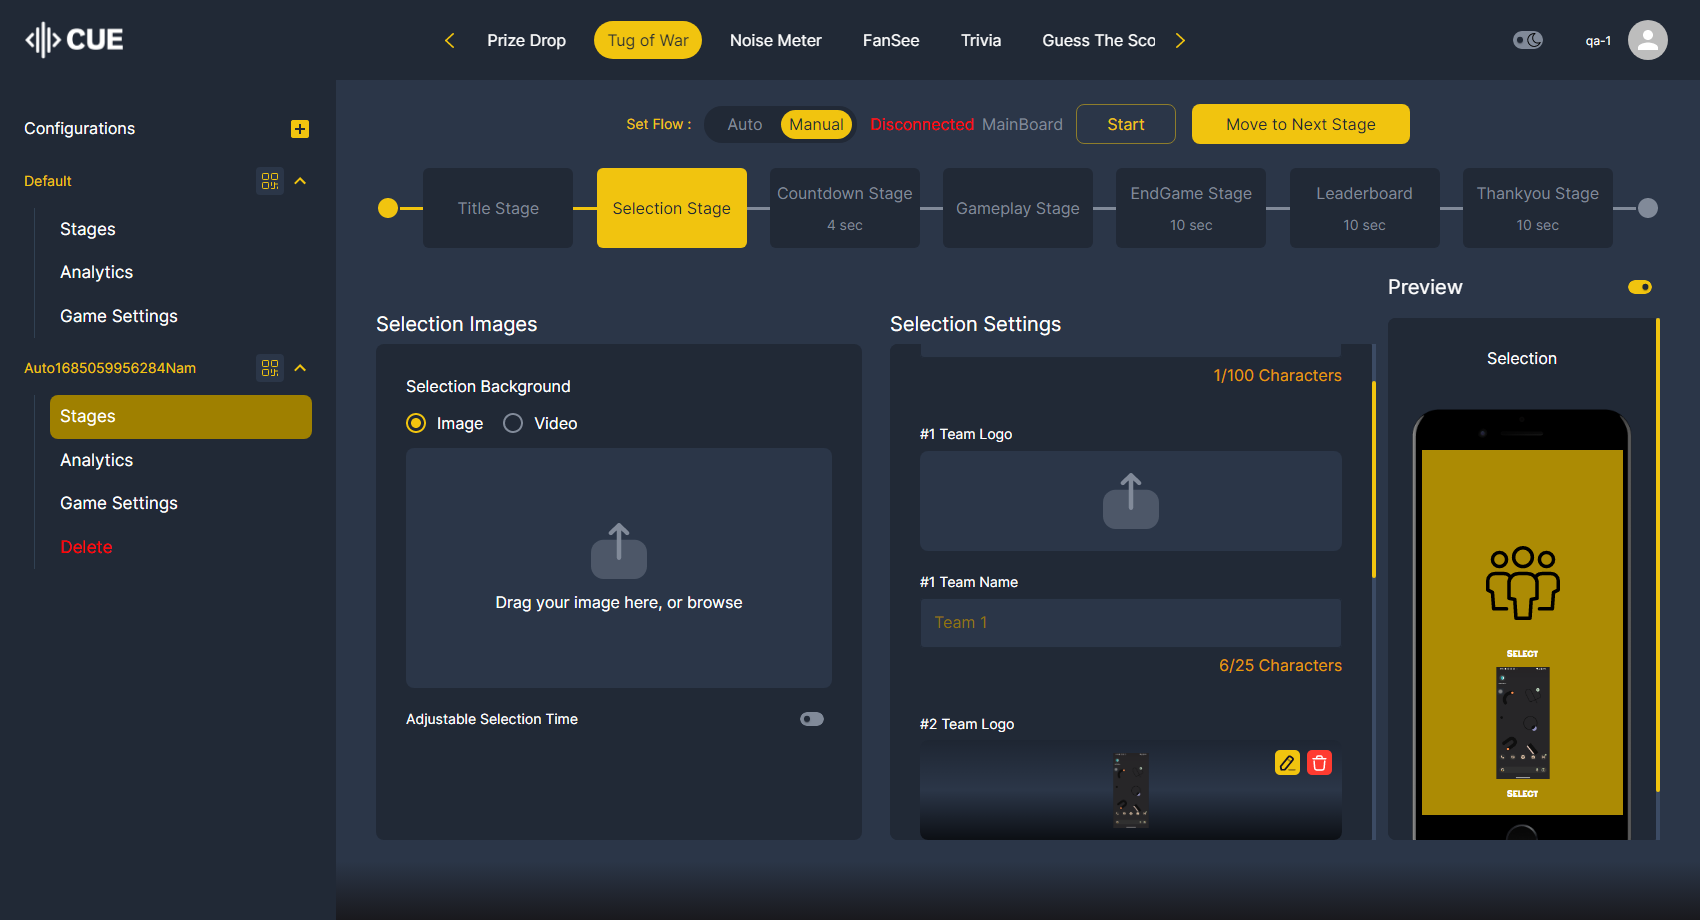 CUE
Prize Drop
Tug of War
Noise Meter
FanSee
Trivia
Guess The Sco
qa-1
Configurations
Default
Stages
Analytics
Game Settings
Auto1685059956284Nam
Stages
Analytics
Game Settings
Delete
Set Flow :
Auto
Manual
Disconnected MainBoard
Start
Move to Next Stage
Title Stage
Selection Stage
Countdown Stage
4 sec
Gameplay Stage
EndGame Stage
10 sec
Leaderboard
10 sec
Thankyou Stage
10 sec
Selection Images
Selection Background
Image
Video
Drag your image here, or browse
Adjustable Selection Time
Selection Settings
1/100 Characters
#1 Team Logo
#1 Team Name
Team 1
6/25 Characters
#2 Team Logo
Preview
Selection
SELECT
SELECT